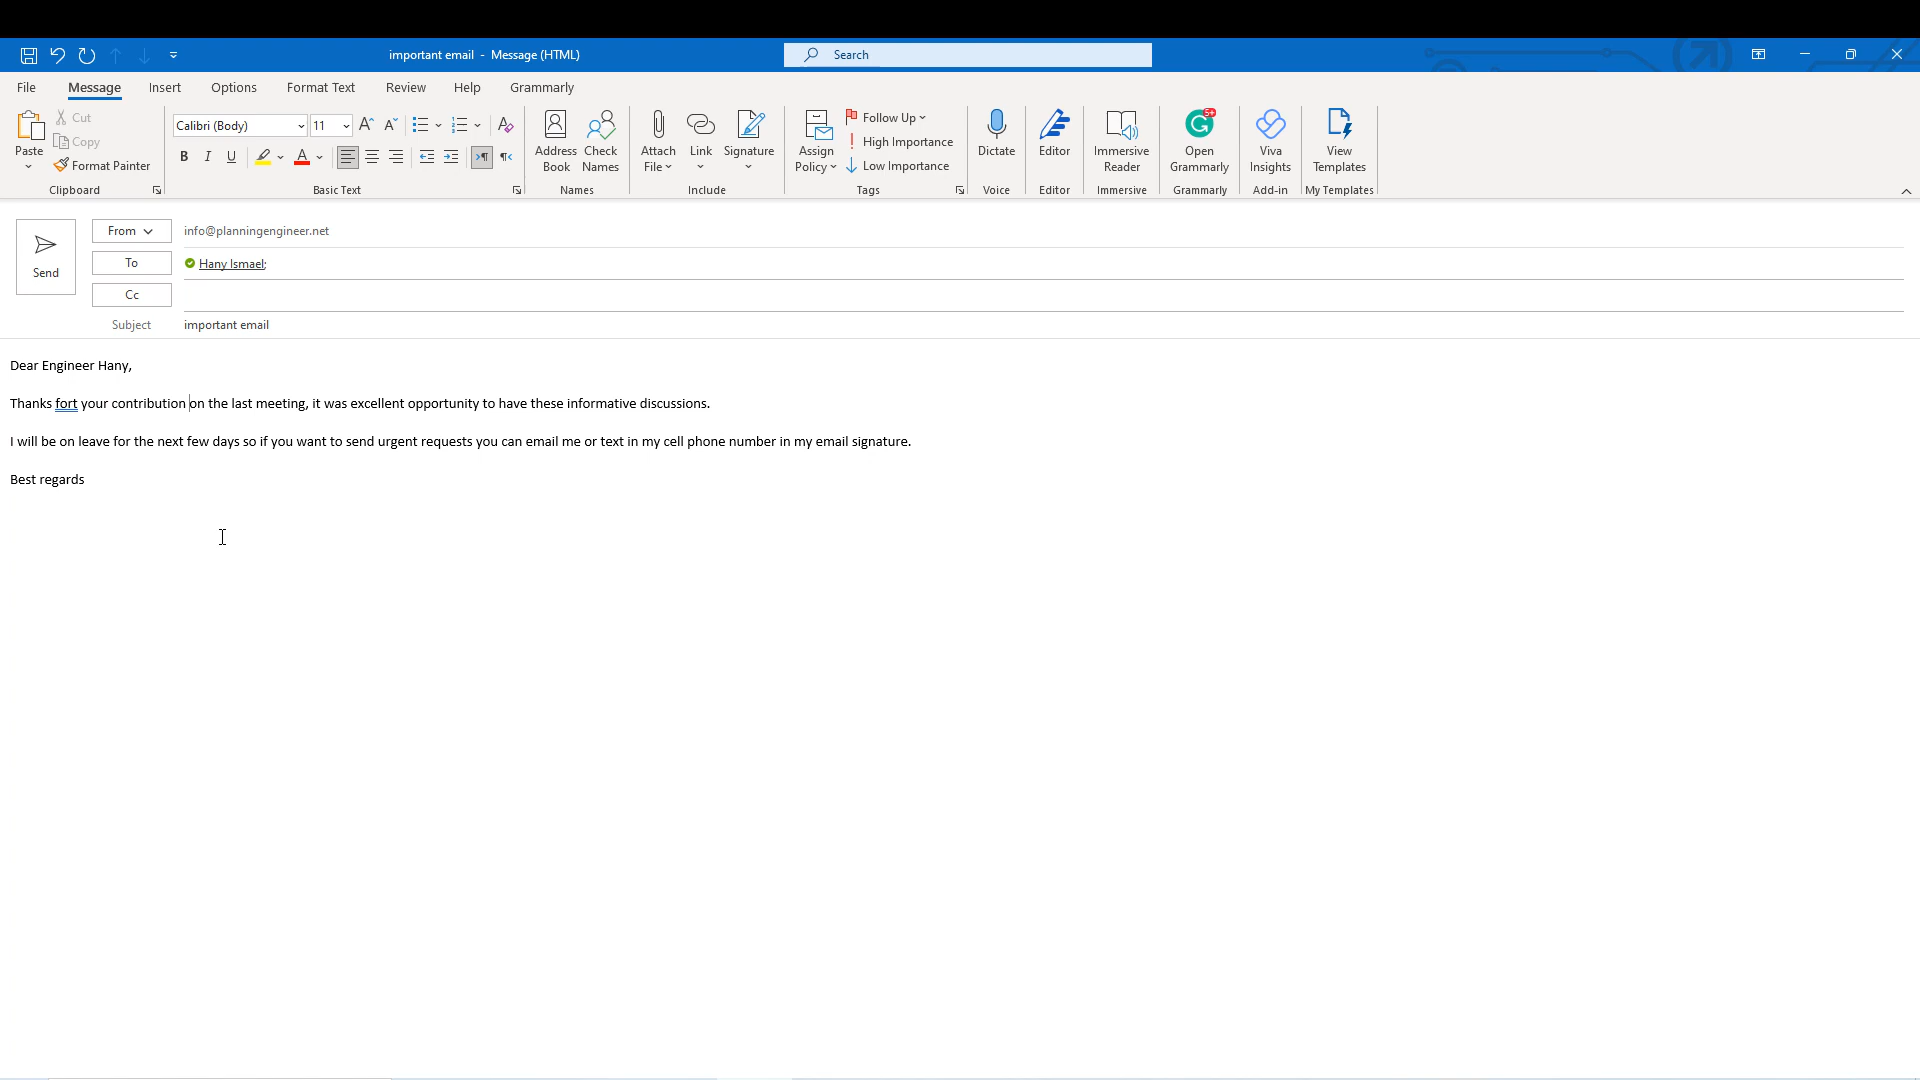 important email - Message (HTML)
Search
File Message Insert Options Format Text Review Help Grammarly
Paste
Cut
Copy
Format Painter
Clipboard
Calibri (Body) 11
B I U A
Basic Text
Address Book
Check Names
Names
Attach File
Link
Signature
Include
Assign Policy
Follow Up
High Importance
Low Importance
Tags
Dictate
Voice
Editor
Editor
Immersive Reader
Immersive
5+
Open Grammarly
Grammarly
Viva Insights
Add-in
View Templates
My Templates
Send
From info@planningengineer.net
To Hany Ismael;
Cc
Subject important email
Dear Engineer Hany,
Thanks fort your contribution on the last meeting, it was excellent opportunity to have these informative discussions.
I will be on leave for the next few days so if you want to send urgent requests you can email me or text in my cell phone number in my email signature.
Best regards